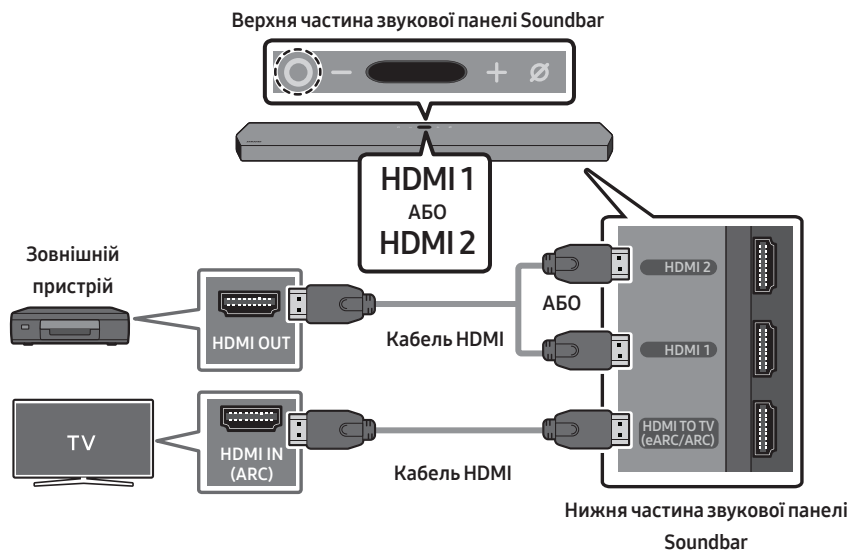 Верхня частина звукової панелі Soundbar
HDMI 1
АБО
HDMI 2
Зовнішній
пристрій
HDMI OUT
Кабель HDMI
АБО
HDMI 2
HDMI 1
TV
HDMI IN
(ARC)
Кабель HDMI
HDMI TO TV
(eARC/ARC)
Нижня частина звукової панелі
Soundbar